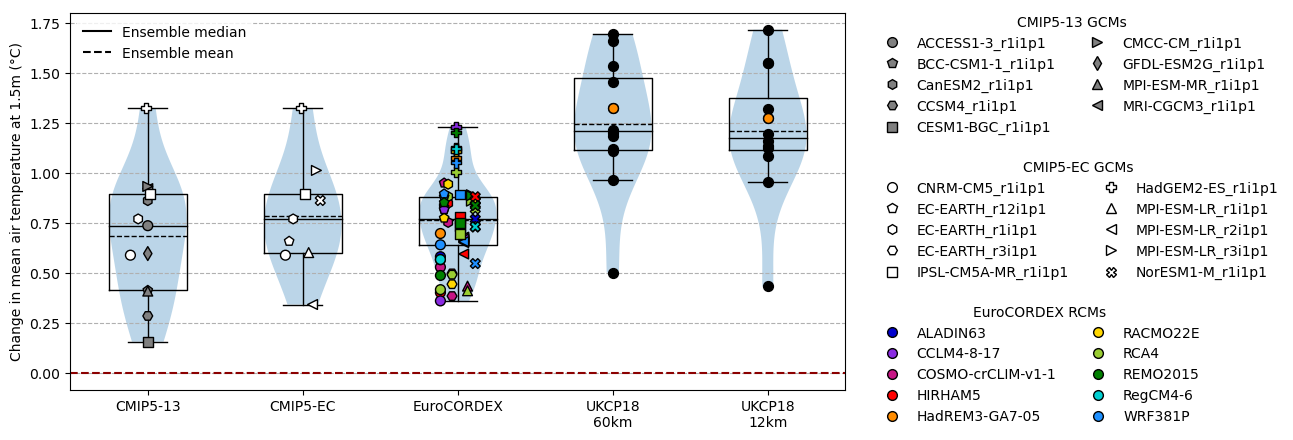 Change in mean air temperature at 1.5m (°C)
1.75
1.50
1.25
1.00
0.75
0.50
0.25
0.00
Ensemble median
Ensemble mean
CMIP5-13
CMIP5-EC
EuroCORDEX
UKCP18
60km
UKCP18
12km
CMIP5-13 GCMs
ACCESS1-3_r1i1p1
BCC-CSM1-1_r1i1p1
CanESM2_r1i1p1
CCSM4_r1i1p1
CESM1-BGC_r1i1p1
CMCC-CM_r1i1p1
GFDL-ESM2G_r1i1p1
MPI-ESM-MR_r1i1p1
MRI-CGCM3_r1i1p1
CMIP5-EC GCMs
CNRM-CM5_r1i1p1
EC-EARTH_r12i1p1
EC-EARTH_r1i1p1
EC-EARTH_r3i1p1
IPSL-CM5A-MR_r1i1p1
HadGEM2-ES_r1i1p1
MPI-ESM-LR_r1i1p1
MPI-ESM-LR_r2i1p1
MPI-ESM-LR_r3i1p1
NorESM1-M_r1i1p1
EuroCORDEX RCMs
ALADIN63
CCLM4-8-17
COSMO-crCLIM-v1-1
HIRHAM5
HadREM3-GA7-05
RACMO22E
RCA4
REMO2015
RegCM4-6
WRF381P